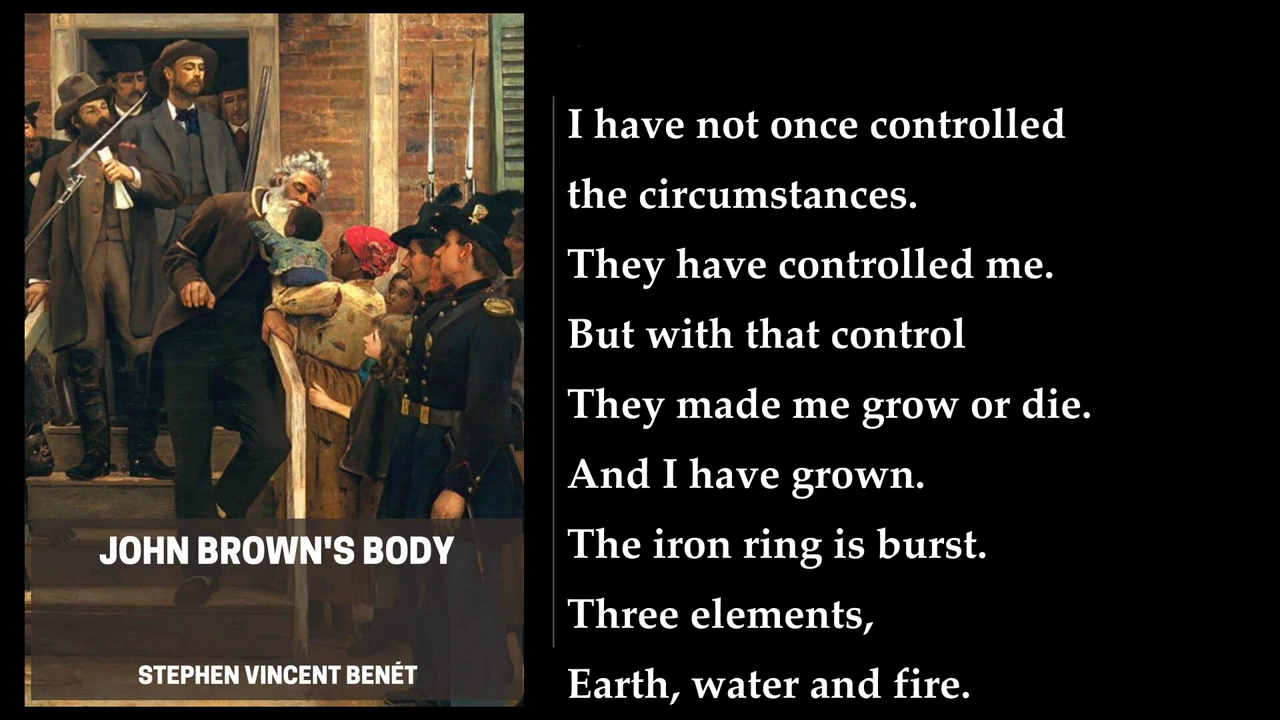 JOHN BROWN'S BODY
STEPHEN VINCENT BENÉT
I have not once controlled
the circumstances.
They have controlled me.
But with that control
They made me grow or die.
And I have grown.
The iron ring is burst.
Three elements,
Earth, water and fire.